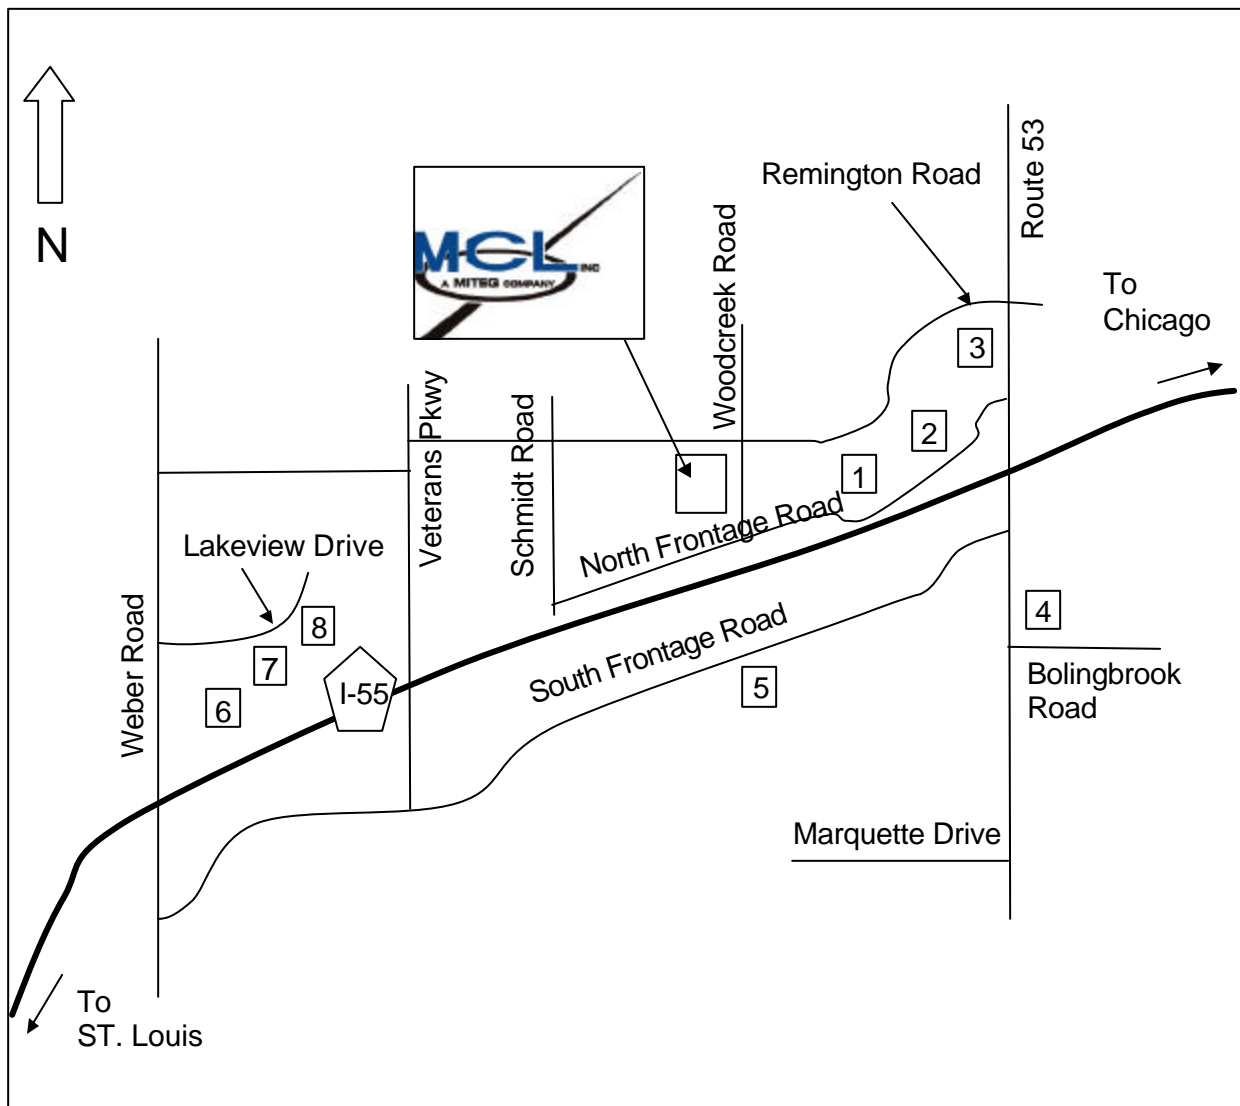 N
Route 53
Remington Road
MCL INC
A MITEQ COMPANY
Woodcreek Road
To
Chicago
3
Veterans Pkwy
Schmidt Road
2
1
North Frontage Road
Lakeview Drive
Weber Road
8
7
6
I-55
South Frontage Road
5
4
Bolingbrook
Road
Marquette Drive
To
ST. Louis